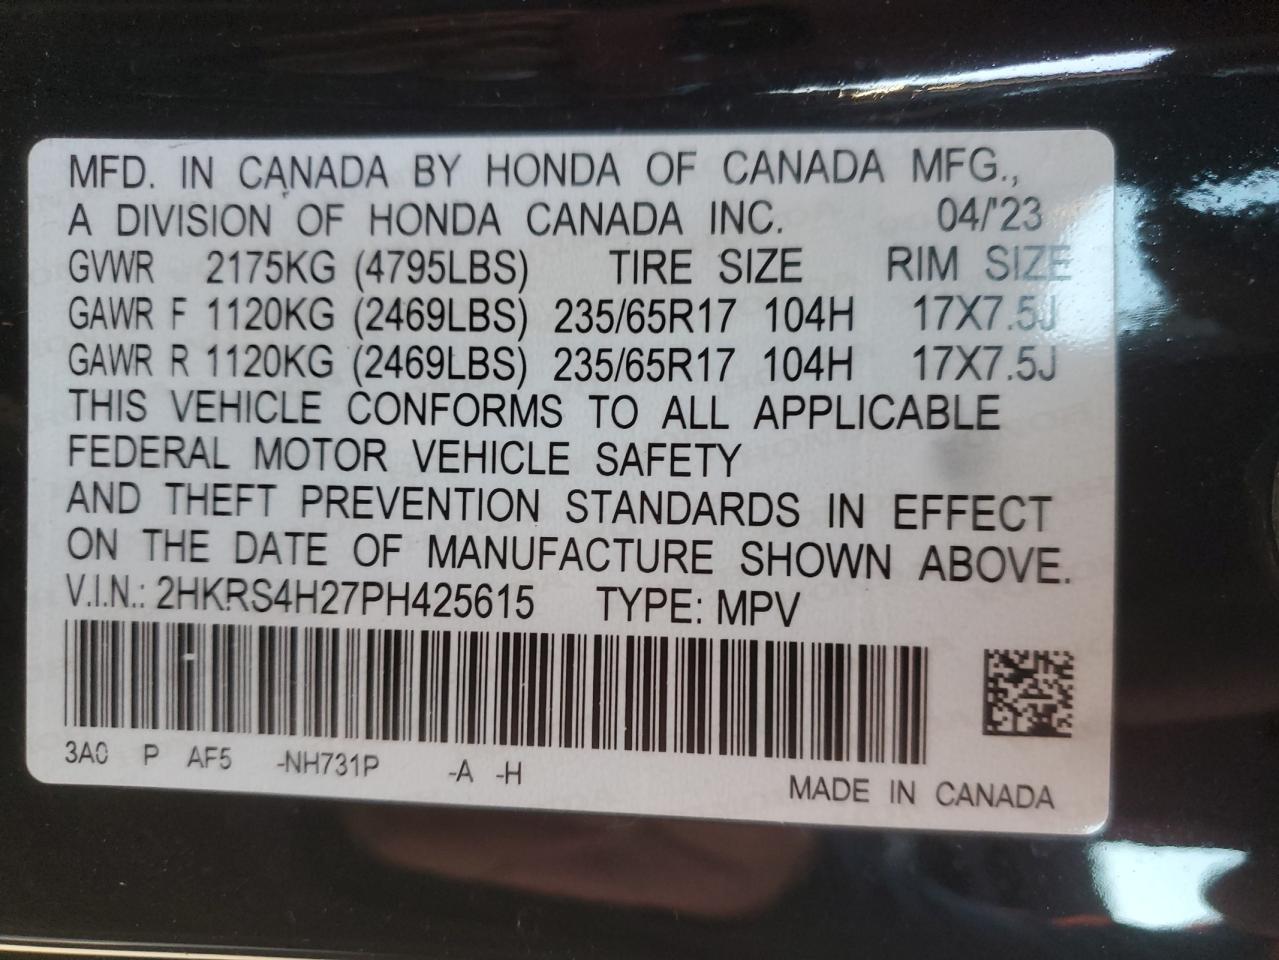 MFD. IN CANADA BY HONDA OF CANADA MFG.,
A DIVISION OF HONDA CANADA INC. 04/'23
GVWR 2175KG (4795LBS) TIRE SIZE RIM SIZE
GAWR F 1120KG (2469LBS) 235/65R17 104H 17X7.5J
GAWR R 1120KG (2469LBS) 235/65R17 104H 17X7.5J
THIS VEHICLE CONFORMS TO ALL APPLICABLE
FEDERAL MOTOR VEHICLE SAFETY
AND THEFT PREVENTION STANDARDS IN EFFECT
ON THE DATE OF MANUFACTURE SHOWN ABOVE.
V.I.N.: 2HKRS4H27PH425615 TYPE: MPV
3A0 P AF5 -NH731P -A -H
MADE IN CANADA